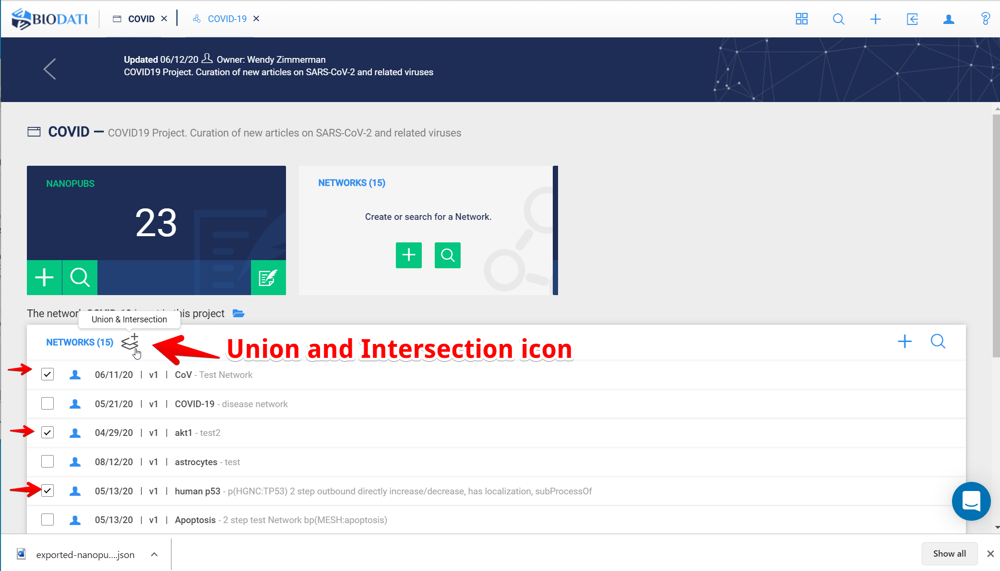 BIODATI COVID COVID-19
Updated 06/12/20 Owner: Wendy Zimmerman
COVID19 Project. Curation of new articles on SARS-CoV-2 and related viruses
COVID — COVID19 Project. Curation of new articles on SARS-CoV-2 and related viruses
NANOPUBS
23
NETWORKS (15)
Create or search for a Network.
The network this project
Union & Intersection
NETWORKS (15)
Union and Intersection icon
06/11/20 | v1 | CoV - Test Network
05/21/20 | v1 | COVID-19 - disease network
04/29/20 | v1 | akt1 - test2
08/12/20 | v1 | astrocytes - test
05/13/20 | v1 | human p53 - p(HGNC:TP53) 2 step outbound directly increase/decrease, has localization, subProcessOf
05/13/20 | v1 | Apoptosis - 2 step test Network bp(MESH:apoptosis)
exported-nanopu....json
Show all